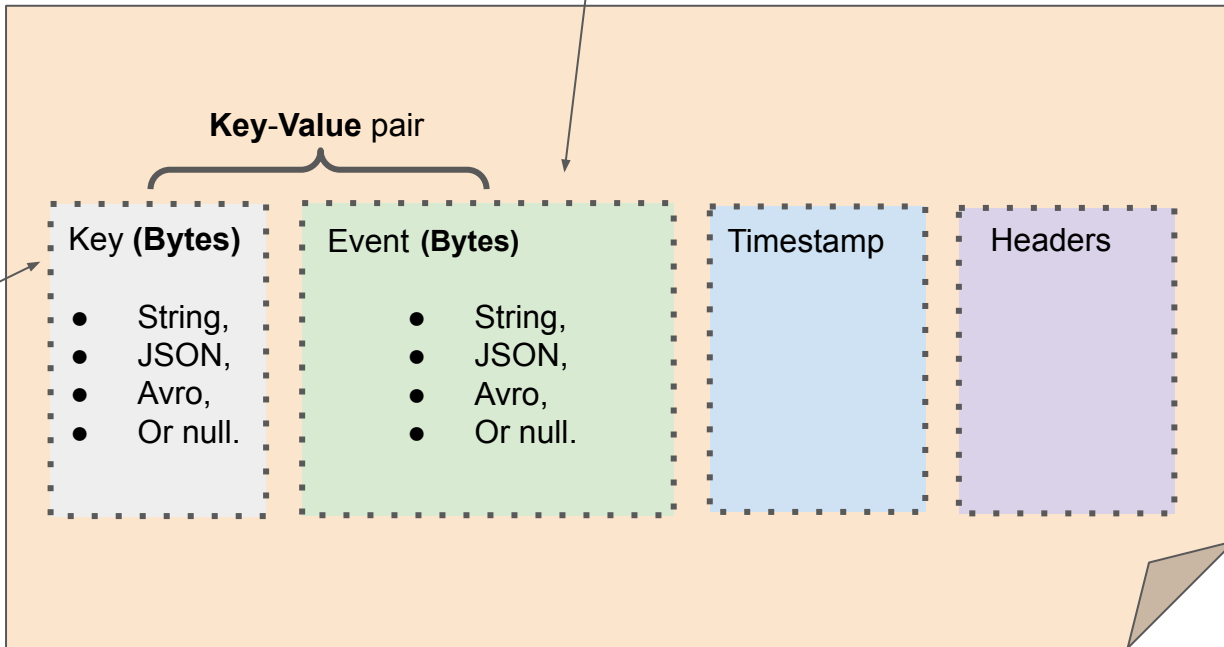 Key-Value pair
Key (Bytes)
● String,
● JSON,
● Avro,
● Or null.
Event (Bytes)
● String,
● JSON,
● Avro,
● Or null.
Timestamp
Headers